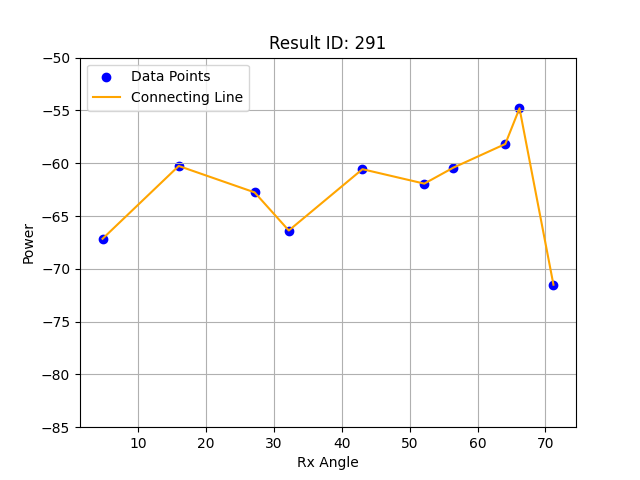 Result ID: 291
Data Points
Connecting Line
Power
−50
−55
−60
−65
−70
−75
−80
−85
10 20 30 40 50 60 70
Rx Angle